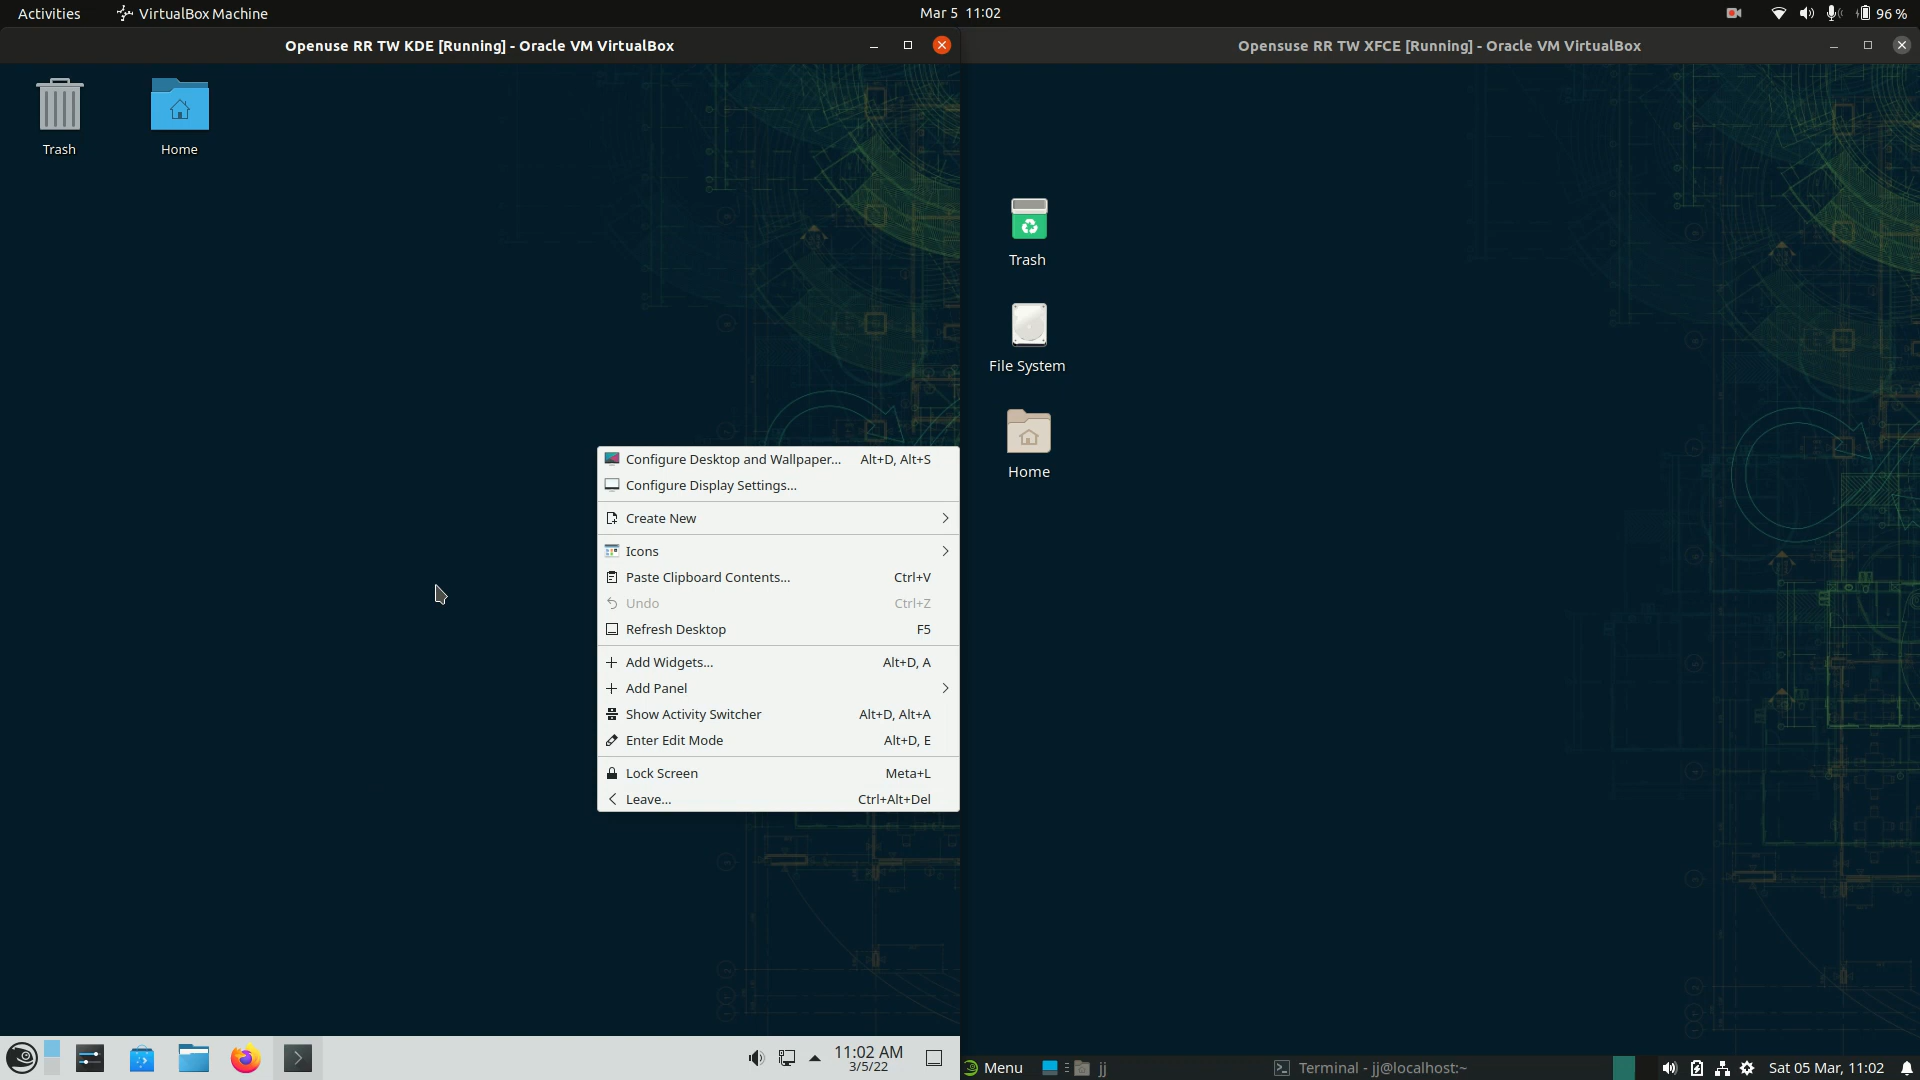 Activities
VirtualBox Machine
Mar 5 11:02
96 %
Openuse RR TW KDE [Running] - Oracle VM VirtualBox
Opensuse RR TW XFCE [Running] - Oracle VM VirtualBox
Trash
Home
Trash
File System
Home
Configure Desktop and Wallpaper... Alt+D, Alt+S
Configure Display Settings...
Create New
Icons
Paste Clipboard Contents... Ctrl+V
Undo Ctrl+Z
Refresh Desktop F5
Add Widgets... Alt+D, A
Add Panel
Show Activity Switcher Alt+D, Alt+A
Enter Edit Mode Alt+D, E
Lock Screen Meta+L
Leave... Ctrl+Alt+Del
11:02 AM
3/5/22
Menu
jj
Terminal - jj@localhost:~
Sat 05 Mar, 11:02